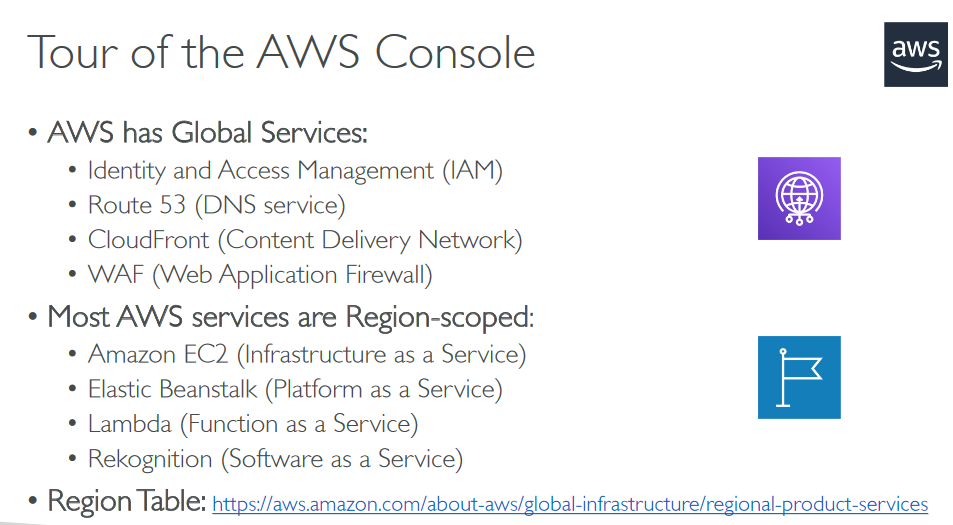 Tour of the AWS Console
aws
• AWS has Global Services:
• Identity and Access Management (IAM)
• Route 53 (DNS service)
• CloudFront (Content Delivery Network)
• WAF (Web Application Firewall)
• Most AWS services are Region-scoped:
• Amazon EC2 (Infrastructure as a Service)
• Elastic Beanstalk (Platform as a Service)
• Lambda (Function as a Service)
• Rekognition (Software as a Service)
• Region Table: https://aws.amazon.com/about-aws/global-infrastructure/regional-product-services